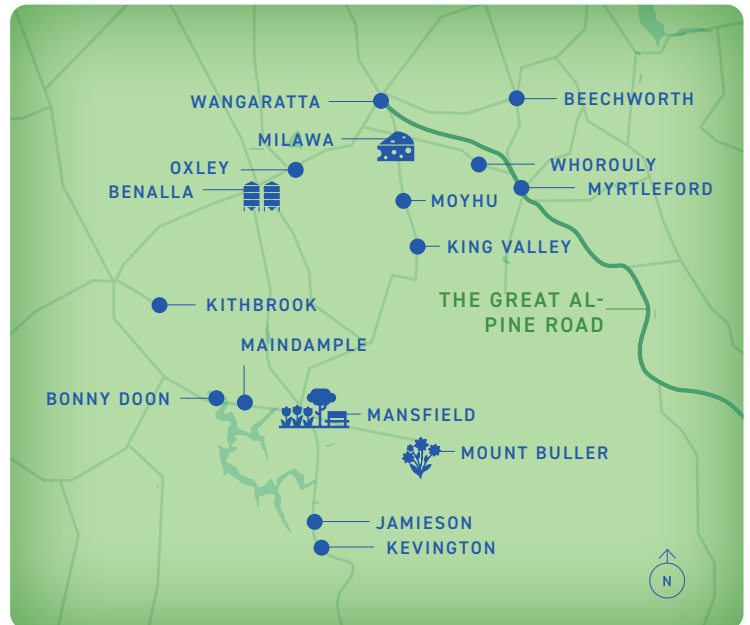 WANGARATTA
BEECHWORTH
MILAWA
OXLEY
WHOROULY
BENALLA
MYRTLEFORD
MOYHU
KING VALLEY
THE GREAT AL-
PINE ROAD
KITHBROOK
MAINDAMPLE
BONNY DOON
MANSFIELD
MOUNT BULLER
JAMIESON
KEVINGTON
N